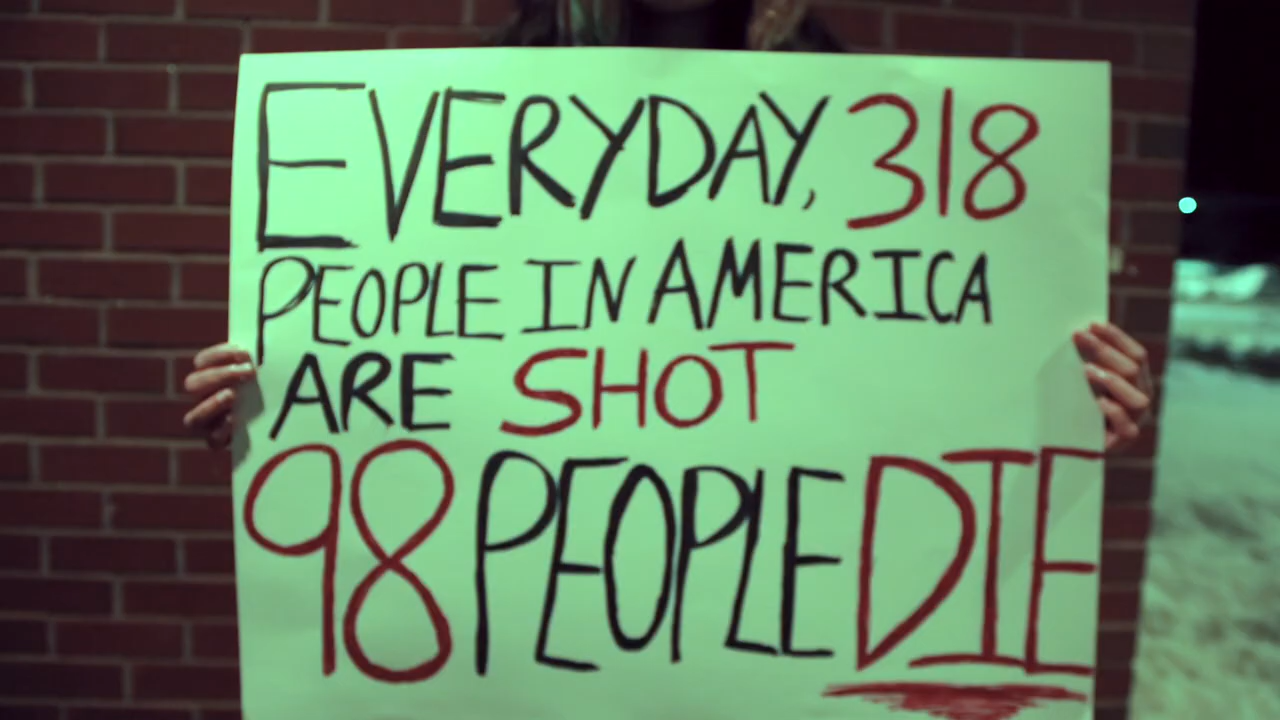 EVERYDAY, 318
PEOPLE IN AMERICA
ARE SHOT
98 PEOPLE DIE